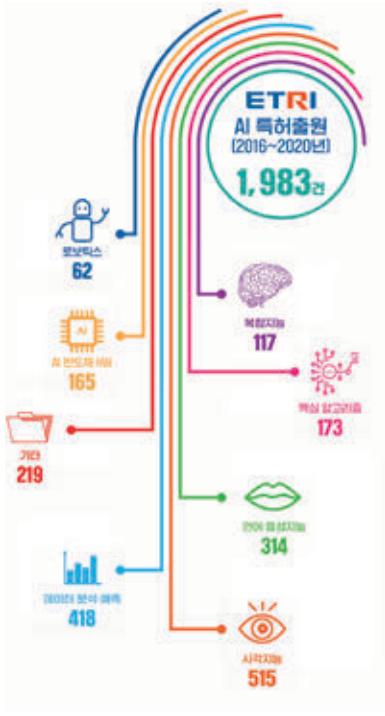 ETRI
AI 특허출원
(2016~2020년)
1,983건
로보틱스
62
복합지능
117
AI
AI 반도체·HW
165
핵심 알고리즘
173
기타
219
언어 음성지능
314
데이터 분석 예측
418
시각지능
515